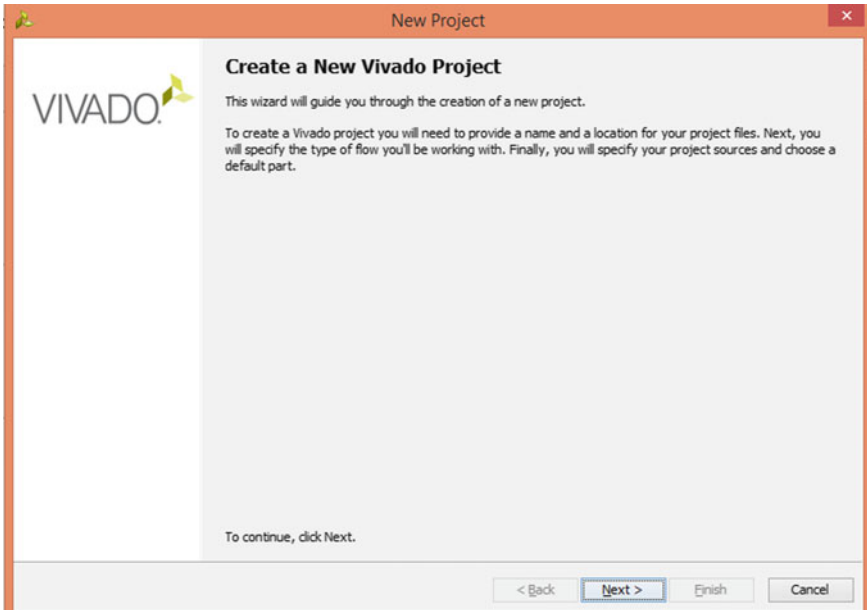 New Project
VIVADO.
Create a New Vivado Project
This wizard will guide you through the creation of a new project.
To create a Vivado project you will need to provide a name and a location for your project files. Next, you
will specify the type of flow you'll be working with. Finally, you will specify your project sources and choose a
default part.
To continue, click Next.
< Back
Next >
Finish
Cancel